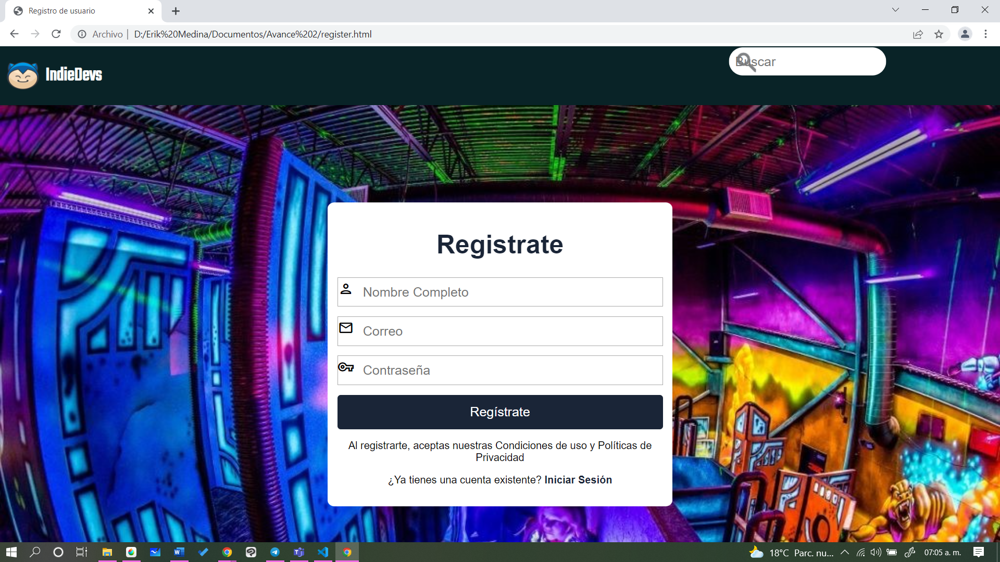 Registro de usuario
Archivo | D:/Erik%20Medina/Documentos/Avance%202/register.html
IndieDevs
Buscar
Registrate
Nombre Completo
Correo
Contraseña
Regístrate
Al registrarte, aceptas nuestras Condiciones de uso y Políticas de
Privacidad
¿Ya tienes una cuenta existente? Iniciar Sesión
18°C Parc. nu... 07:05 a. m.